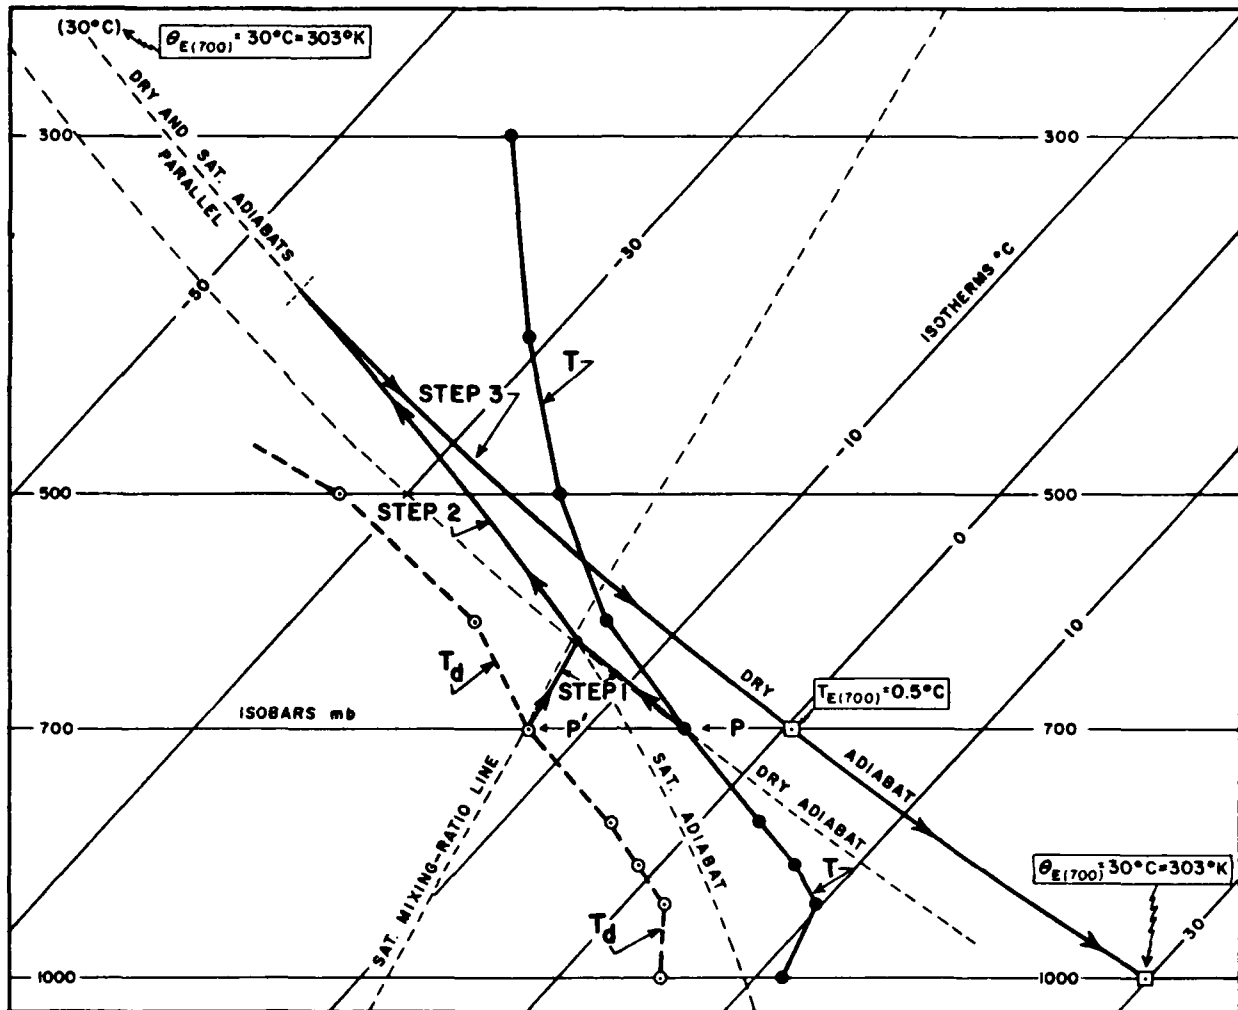 (30°C)
θE(700) = 30°C = 303°K
DRY AND SAT. ADIABATS
PARALLEL
300
300
-30
-50
ISOTHERMS °C
T
STEP 3
-10
500
500
STEP 2
0
10
Td
STEP 1
DRY
TE(700) = 0.5°C
ISOBARS mb
700
P'
P
700
SAT. MIXING-RATIO LINE
SAT. ADIABAT
DRY ADIABAT
ADIABAT
T
θE(700) = 30°C = 303°K
Td
30
1000
1000